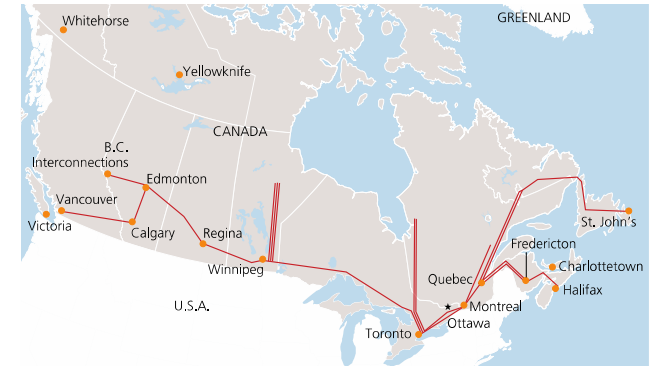 GREENLAND
Whitehorse
Yellowknife
CANADA
B.C.
Interconnections
Edmonton
Vancouver
Victoria
Calgary
Regina
Winnipeg
St. John's
Fredericton
Charlottetown
Quebec
Halifax
U.S.A.
Montreal
Ottawa
Toronto